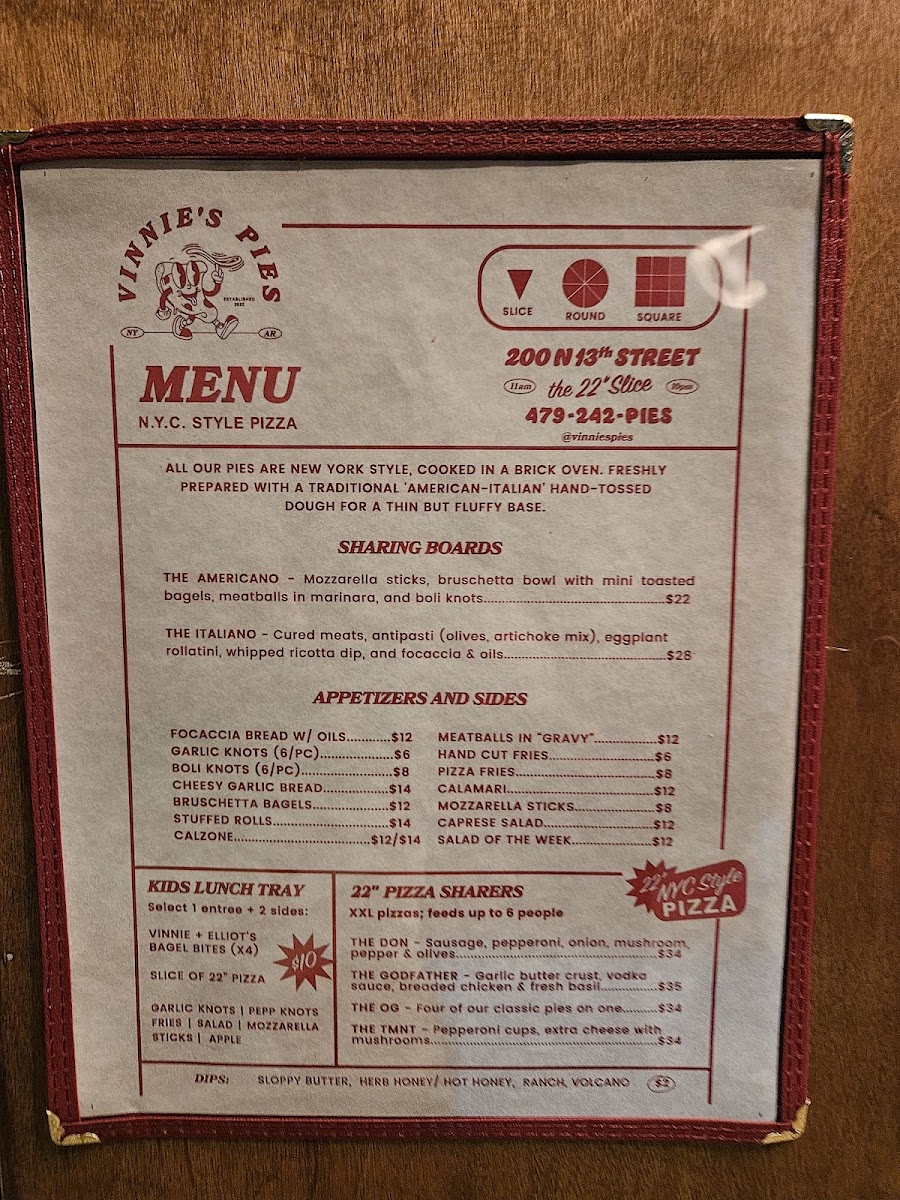 VINNIE'S PIES
ESTABLISHED
NY
AR
SLICE
ROUND
SQUARE
MENU
N.Y.C. STYLE PIZZA
200 N 13th STREET
11am the 22" Slice 10pm
479-242-PIES
@vinniespies
ALL OUR PIES ARE NEW YORK STYLE, COOKED IN A BRICK OVEN. FRESHLY
PREPARED WITH A TRADITIONAL 'AMERICAN-ITALIAN' HAND-TOSSED
DOUGH FOR A THIN BUT FLUFFY BASE.
SHARING BOARDS
THE AMERICANO - Mozzarella sticks, bruschetta bowl with mini toasted
bagels, meatballs in marinara, and boli knots...$22
THE ITALIANO - Cured meats, antipasti (olives, artichoke mix), eggplant
rollatini, whipped ricotta dip, and focaccia & oils...$28
APPETIZERS AND SIDES
FOCACCIA BREAD W/ OILS...$12
GARLIC KNOTS (6/PC)...$6
BOLI KNOTS (6/PC)...$8
CHEESY GARLIC BREAD...$14
BRUSCHETTA BAGELS...$12
STUFFED ROLLS...$14
CALZONE...$12/$14
MEATBALLS IN "GRAVY"...$12
HAND CUT FRIES...$6
PIZZA FRIES...$8
CALAMARI...$12
MOZZARELLA STICKS...$8
CAPRESE SALAD...$12
SALAD OF THE WEEK...$12
KIDS LUNCH TRAY
Select 1 entree + 2 sides:
VINNIE + ELLIOT'S
BAGEL BITES (X4)
$10
SLICE OF 22" PIZZA
GARLIC KNOTS | PEPP KNOTS
FRIES | SALAD | MOZZARELLA
STICKS | APPLE
22" PIZZA SHARERS
XXL pizzas; feeds up to 6 people
22" NYC Style
PIZZA
THE DON - Sausage, pepperoni, onion, mushroom,
pepper & olives...$34
THE GODFATHER - Garlic butter crust, vodka
sauce, breaded chicken & fresh basil...$35
THE OG - Four of our classic pies on one...$34
THE TMNT - Pepperoni cups, extra cheese with
mushrooms...$34
DIPS: SLOPPY BUTTER, HERB HONEY/ HOT HONEY, RANCH, VOLCANO $2